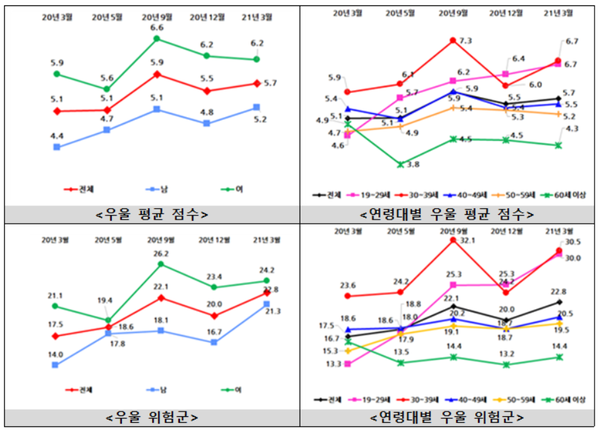 20년 3월 20년 5월 20년 9월 20년 12월 21년 3월
6.6
6.2 6.2
5.9 5.9
5.6 5.5 5.7
5.1 5.1 5.1
4.7 4.8 5.2
4.4
전체 남 여
<우울 평균 점수>
20년 3월 20년 5월 20년 9월 20년 12월 21년 3월
7.3
6.7
6.4
5.9 6.1 6.2 6.7
5.7 6.0
5.4 5.9 5.5 5.7
5.1 5.1 5.9 5.5
4.9 5.1 5.4 5.3 5.2
4.7 4.9
4.6 4.5 4.5 4.3
3.8
전체 19~29세 30~39세 40~49세 50~59세 60세 이상
<연령대별 우울 평균 점수>
20년 3월 20년 5월 20년 9월 20년 12월 21년 3월
26.2
23.4 24.2
21.1 22.1 22.8
19.4 20.0
17.5 18.6 21.3
18.1
17.8 16.7
14.0
전체 남 여
<우울 위험군>
20년 3월 20년 5월 20년 9월 20년 12월 21년 3월
32.1 30.5
30.0
25.3 25.3
23.6 24.2 24.2
22.1 22.8
18.8 20.0
18.6 18.6 18.0 20.2 20.5
17.5 19.1 18.7 19.5
16.7 17.9
15.3
13.3 13.5 14.4 13.2 14.4
전체 19~29세 30~39세 40~49세 50~59세 60세 이상
<연령대별 우울 위험군>